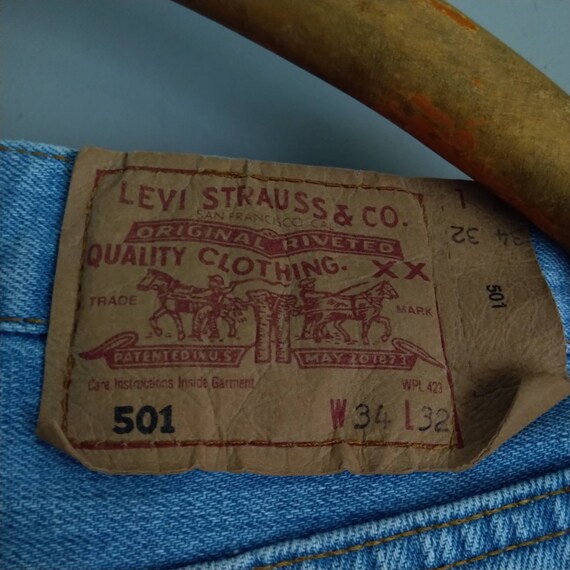 LEVI STRAUSS & CO.
SAN FRANCISCO CAL
ORIGINAL RIVETED
QUALITY CLOTHING. XX
TRADE MARK
PATENTED IN U.S. MAY 20 1873
Care Instructions Inside Garment WPL 423
501 W 34 L 32
34 32
501